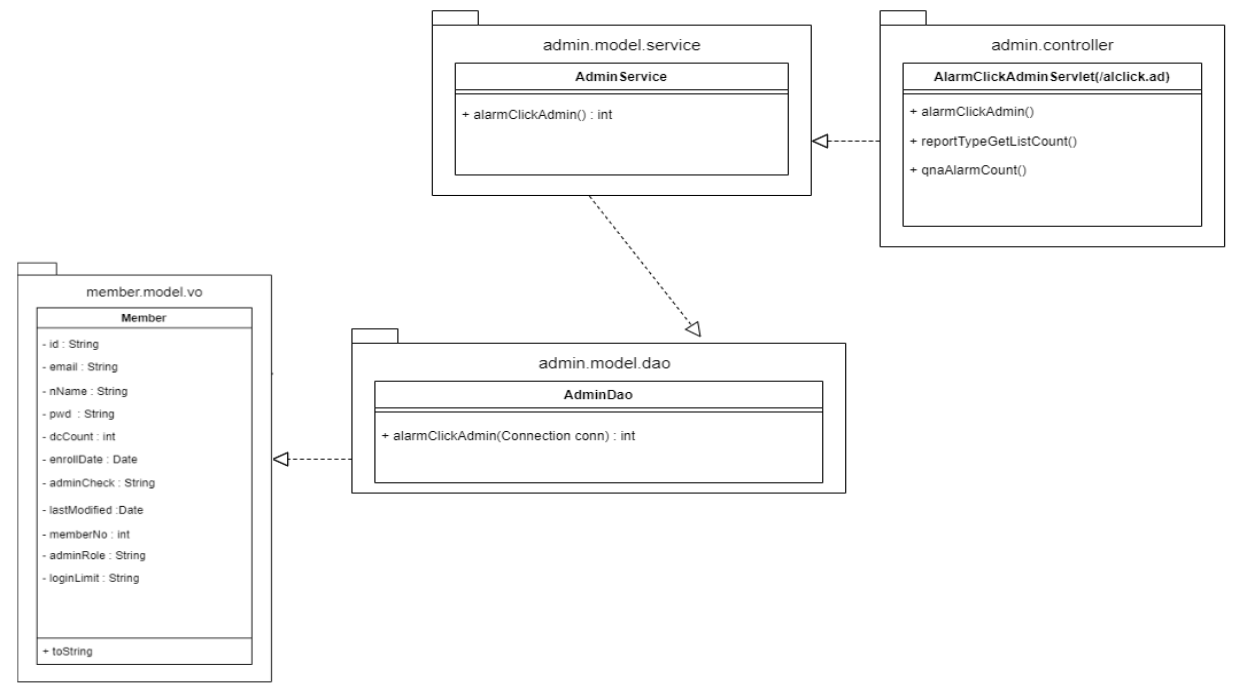 admin.model.service
AdminService
+ alarmClickAdmin() : int
admin.controller
AlarmClickAdminServlet(/alclick.ad)
+ alarmClickAdmin()
+ reportTypeGetListCount()
+ qnaAlarmCount()
member.model.vo
Member
- id : String
- email : String
- nName : String
- pwd : String
- dcCount : int
- enrollDate : Date
- adminCheck : String
- lastModified :Date
- memberNo : int
- adminRole : String
- loginLimit : String
+ toString
admin.model.dao
AdminDao
+ alarmClickAdmin(Connection conn) : int